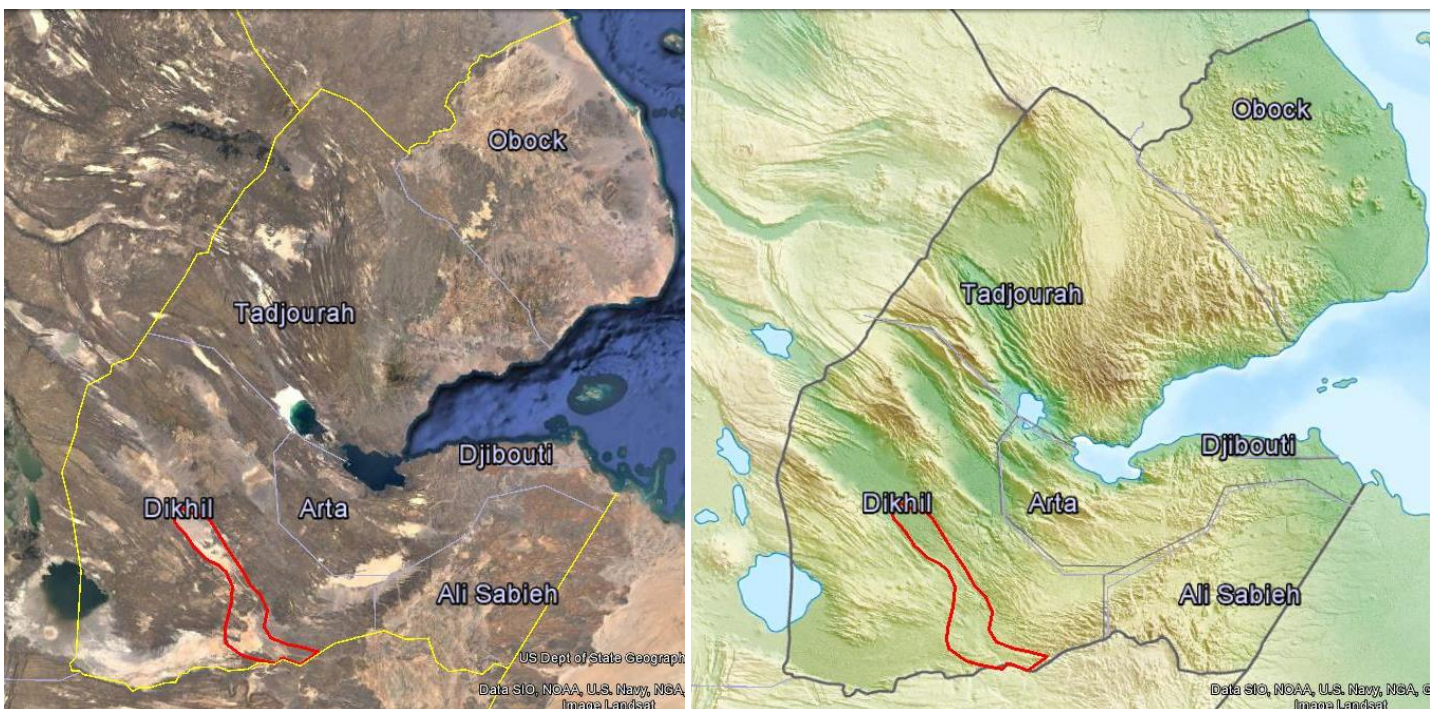 Obock
Tadjourah
Djibouti
Dikhil
Arta
Ali Sabieh
US Dept of State Geograph
Data SIO, NOAA, U.S. Navy, NGA,
Image Landsat
Obock
Tadjourah
Djibouti
Dikhil
Arta
Ali Sabieh
Data SIO, NOAA, U.S. Navy, NGA, G
Image Landsat